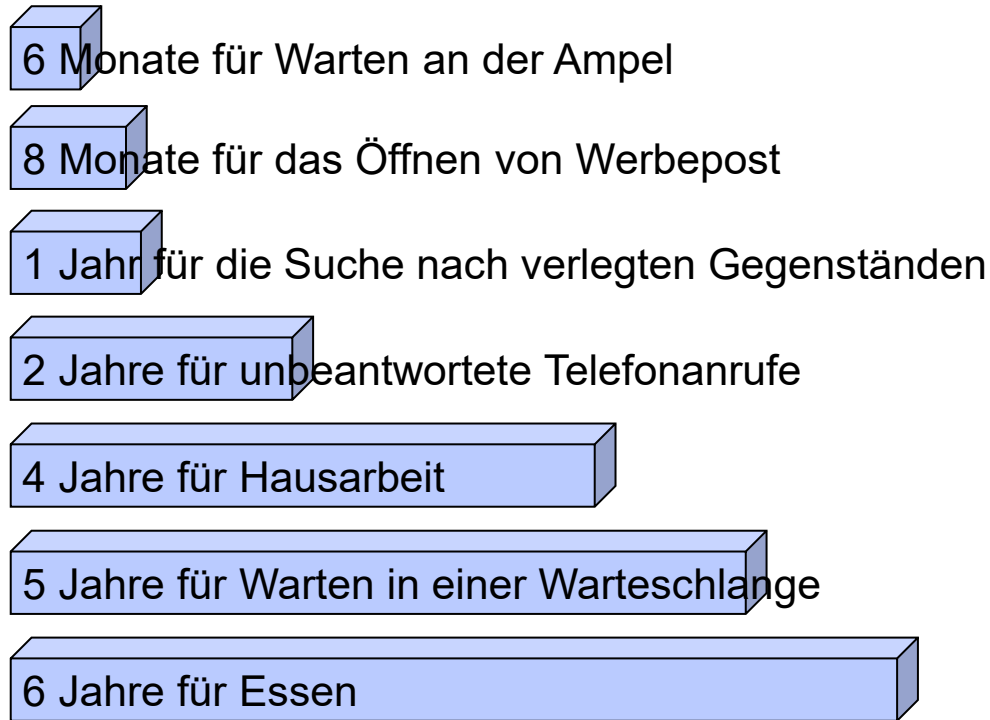 6 Monate für Warten an der Ampel
8 Monate für das Öffnen von Werbepost
1 Jahr für die Suche nach verlegten Gegenständen
2 Jahre für unbeantwortete Telefonanrufe
4 Jahre für Hausarbeit
5 Jahre für Warten in einer Warteschlange
6 Jahre für Essen